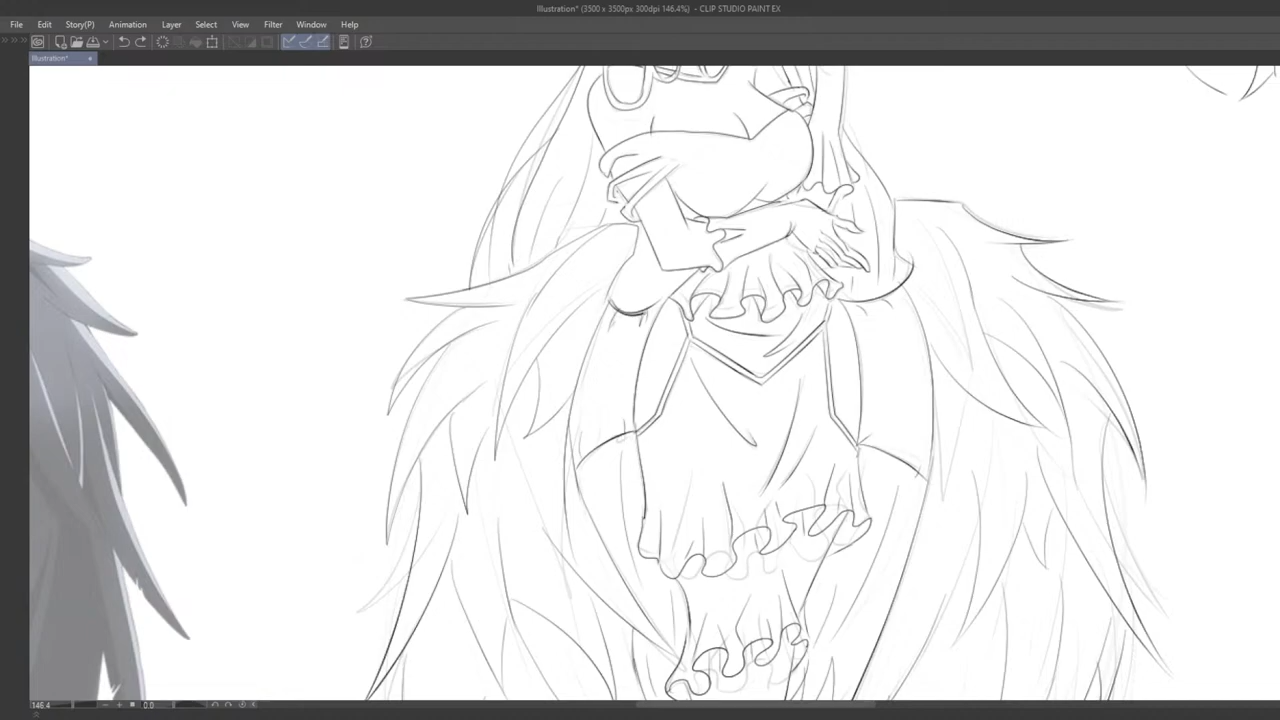 Illustration* (3500 x 3500px 300dpi 146.4%) - CLIP STUDIO PAINT EX
File Edit Story(P) Animation Layer Select View Filter Window Help
Illustration*
146.4 0.0